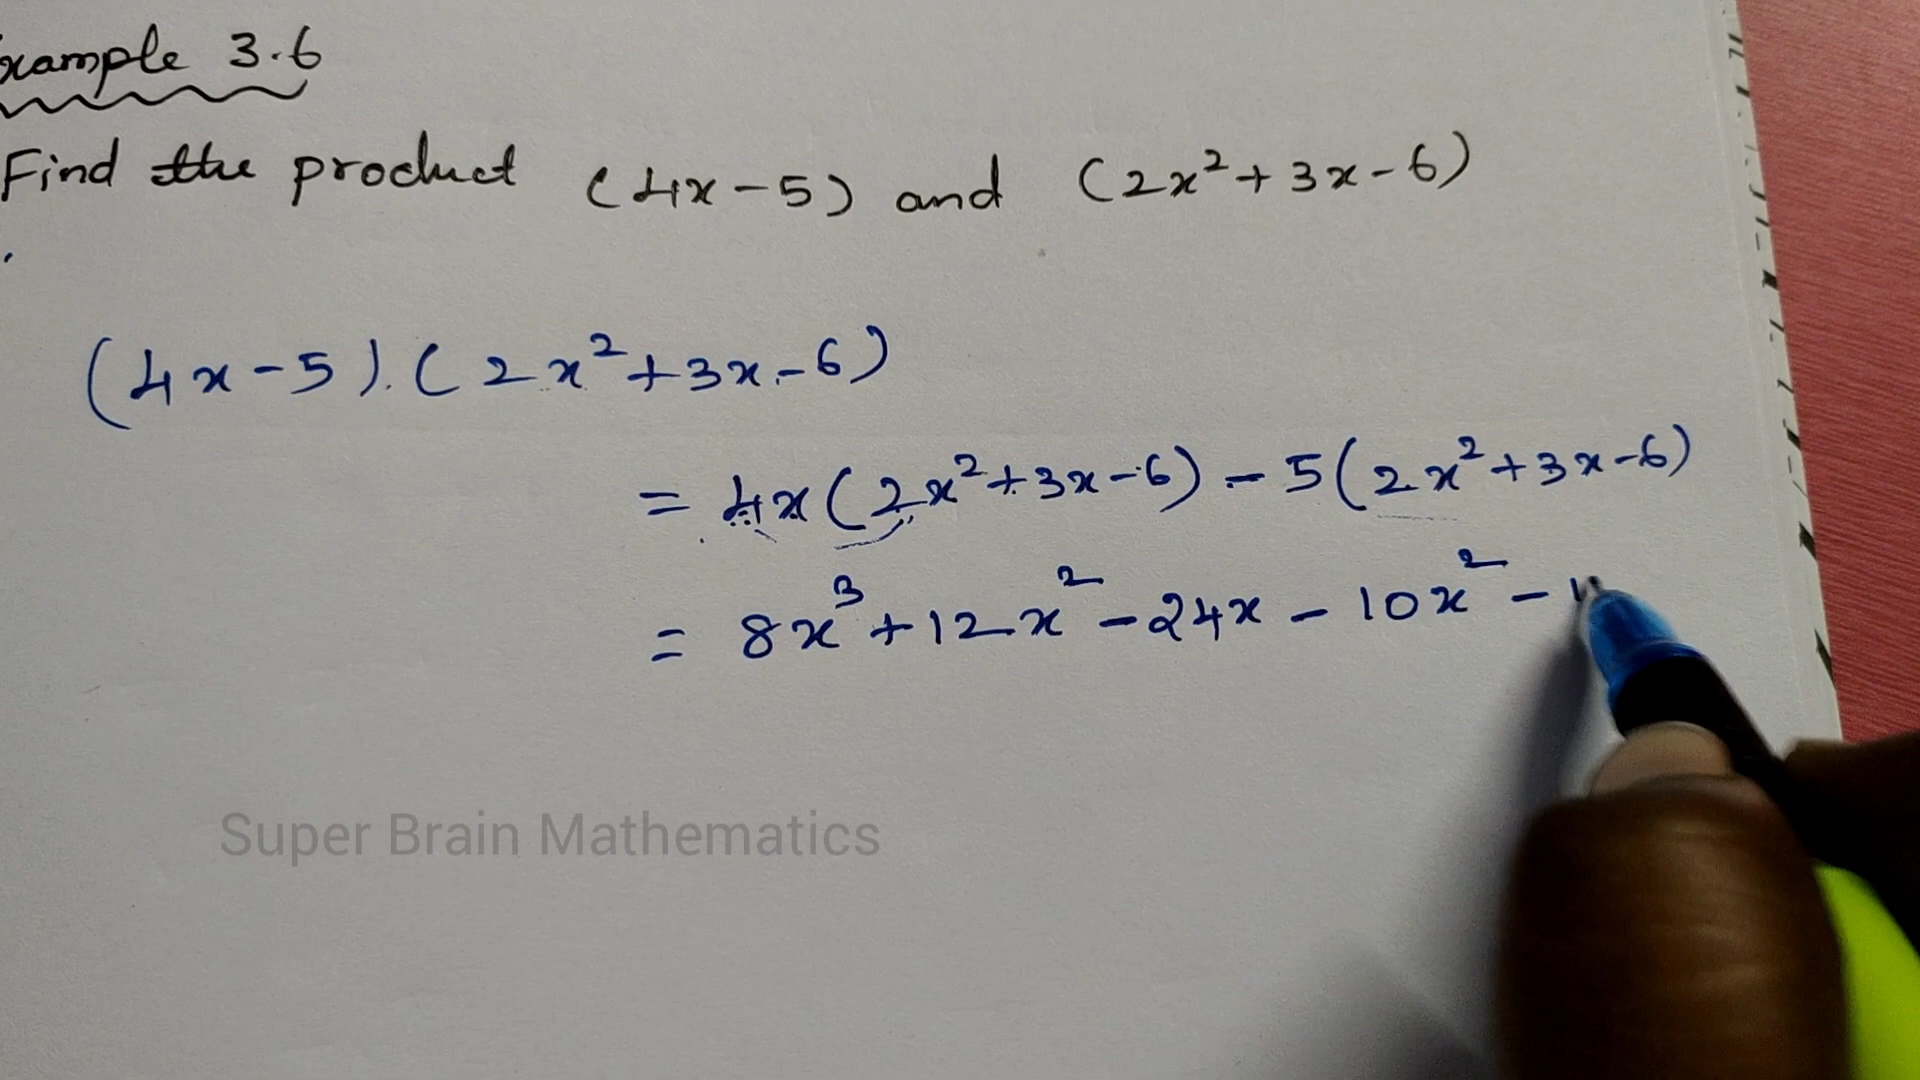 xample 3.6
Find the product (4x-5) and (2x²+3x-6)
(4x-5).(2x²+3x-6)
= 4x(2x²+3x-6) - 5(2x²+3x-6)
= 8x³+12x²-24x-10x²-1
Super Brain Mathematics